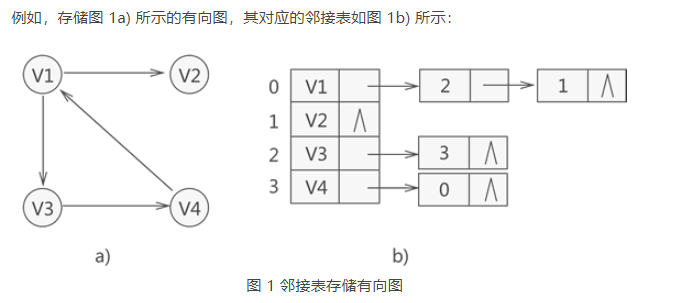 例如，存储图 1a) 所示的有向图，其对应的邻接表如图 1b) 所示：
V1 V2
V3 V4
a)
0 V1 2 1 ∧
1 V2 ∧
2 V3 3 ∧
3 V4 0 ∧
b)
图 1 邻接表存储有向图